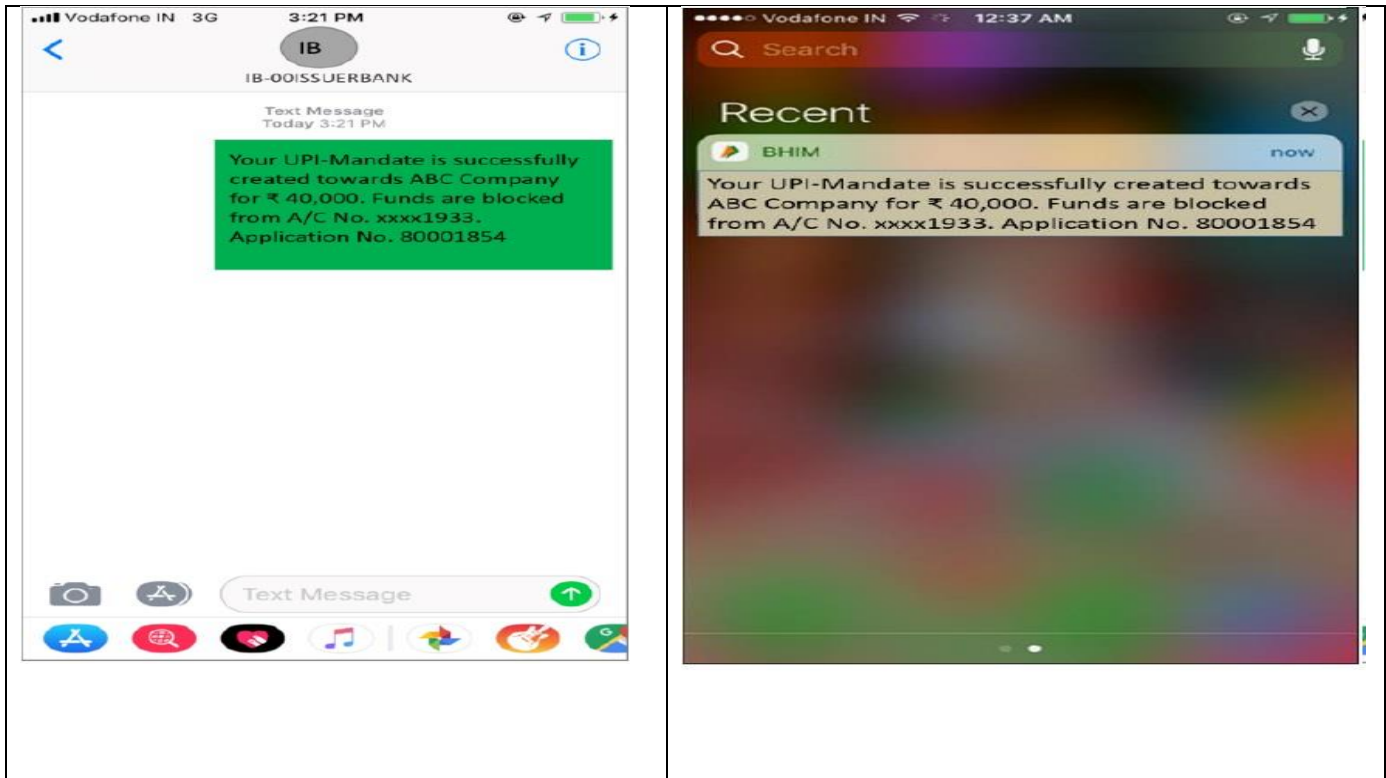 Vodafone IN 3G 3:21 PM
IB
IB-00ISSUERBANK
Text Message
Today 3:21 PM
Your UPI-Mandate is successfully
created towards ABC Company
for ₹ 40,000. Funds are blocked
from A/C No. xxxx1933.
Application No. 80001854
Text Message
Vodafone IN 12:37 AM
Search
Recent
BHIM now
Your UPI-Mandate is successfully created towards
ABC Company for ₹ 40,000. Funds are blocked
from A/C No. xxxx1933. Application No. 80001854